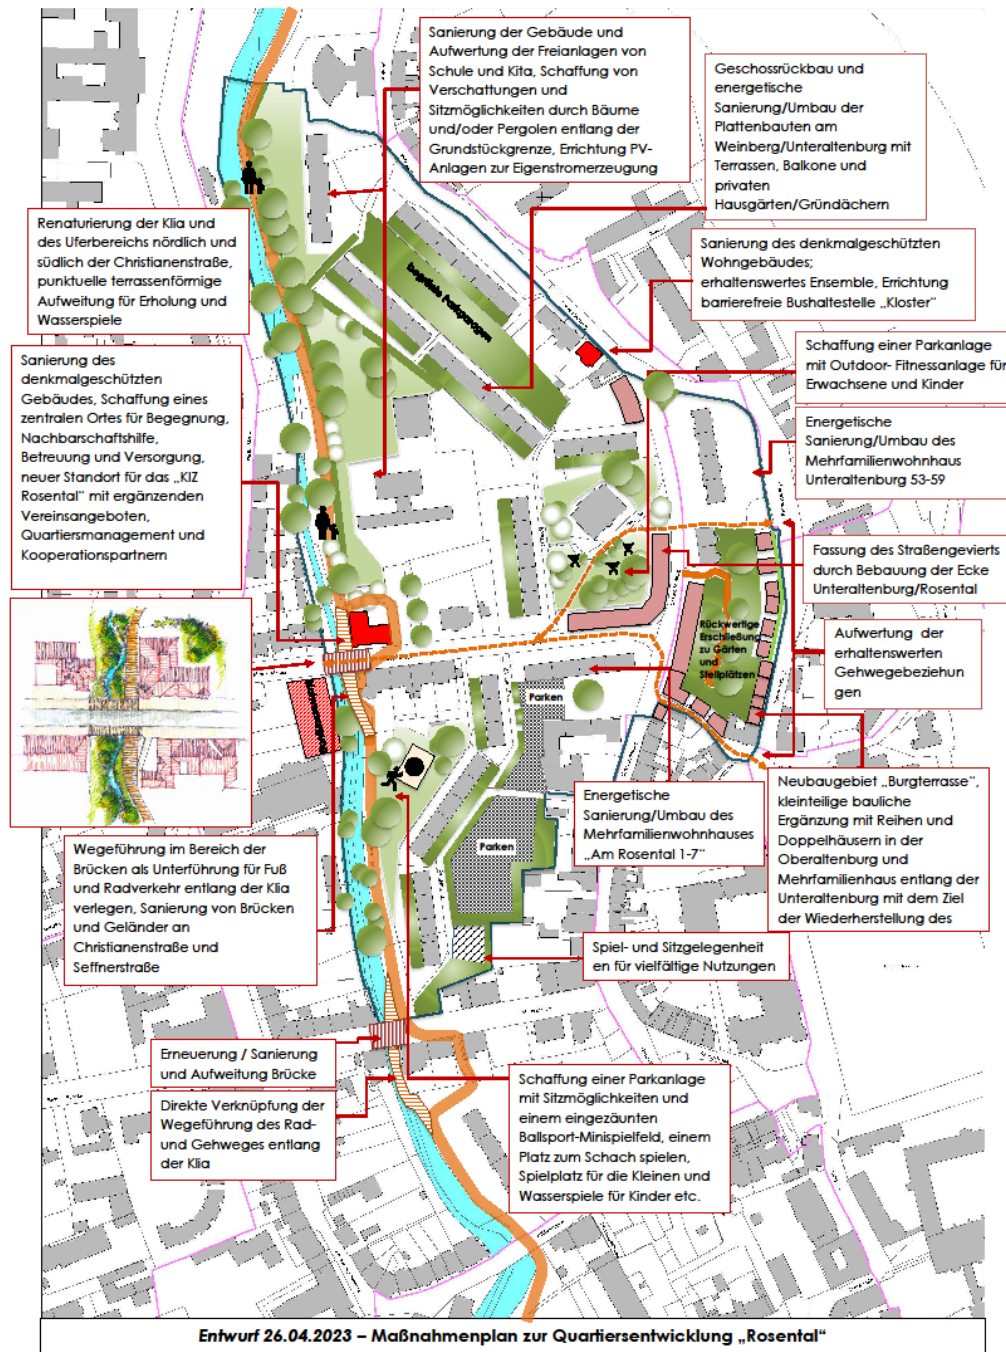 Sanierung der Gebäude und
Aufwertung der Freianlagen von
Schule und Kita, Schaffung von
Verschattungen und
Sitzmöglichkeiten durch Bäume
und/oder Pergolen entlang der
Grundstückgrenze, Errichtung PV-
Anlagen zur Eigenstromerzeugung
Geschossrückbau und
energetische
Sanierung/Umbau der
Plattenbauten am
Weinberg/Unteraltenburg mit
Terrassen, Balkone und
privaten
Hausgärten/Gründächern
Renaturierung der Klia und
des Uferbereichs nördlich und
südlich der Christianenstraße,
punktuelle terrassenförmige
Aufweitung für Erholung und
Wasserspiele
Sanierung des denkmalgeschützten
Wohngebäudes;
erhaltenswertes Ensemble, Errichtung
barrierefreie Bushaltestelle „Kloster"
begrünte Parkgaragen
Schaffung einer Parkanlage
mit Outdoor- Fitnessanlage für
Erwachsene und Kinder
Sanierung des
denkmalgeschützten
Gebäudes, Schaffung eines
zentralen Ortes für Begegnung,
Nachbarschaftshilfe,
Betreuung und Versorgung,
neuer Standort für das „KIZ
Rosental" mit ergänzenden
Vereinsangeboten,
Quartiersmanagement und
Kooperationspartnern
Energetische
Sanierung/Umbau des
Mehrfamilienwohnhaus
Unteraltenburg 53-59
Fassung des Straßengevierts
durch Bebauung der Ecke
Unteraltenburg/Rosental
Rückwertige
Erschließung
zu Gärten
und
Stellplätzen
Aufwertung der
erhaltenswerten
Gehwegebeziehun
gen
Parken
Energetische
Sanierung/Umbau des
Mehrfamilienwohnhauses
„Am Rosental 1-7"
Neubaugebiet „Burgterrasse",
kleinteilige bauliche
Ergänzung mit Reihen und
Doppelhäusern in der
Oberaltenburg und
Mehrfamilienhaus entlang der
Unteraltenburg mit dem Ziel
der Wiederherstellung des
Parken
Wegeführung im Bereich der
Brücken als Unterführung für Fuß
und Radverkehr entlang der Klia
verlegen, Sanierung von Brücken
und Geländer an
Christianenstraße und
Seffnerstraße
Spiel- und Sitzgelegenheit
en für vielfältige Nutzungen
Erneuerung / Sanierung
und Aufweitung Brücke
Direkte Verknüpfung der
Wegeführung des Rad-
und Gehweges entlang
der Klia
Schaffung einer Parkanlage
mit Sitzmöglichkeiten und
einem eingezäunten
Ballsport-Minispielfeld, einem
Platz zum Schach spielen,
Spielplatz für die Kleinen und
Wasserspiele für Kinder etc.
Entwurf 26.04.2023 – Maßnahmenplan zur Quartiersentwicklung „Rosental"